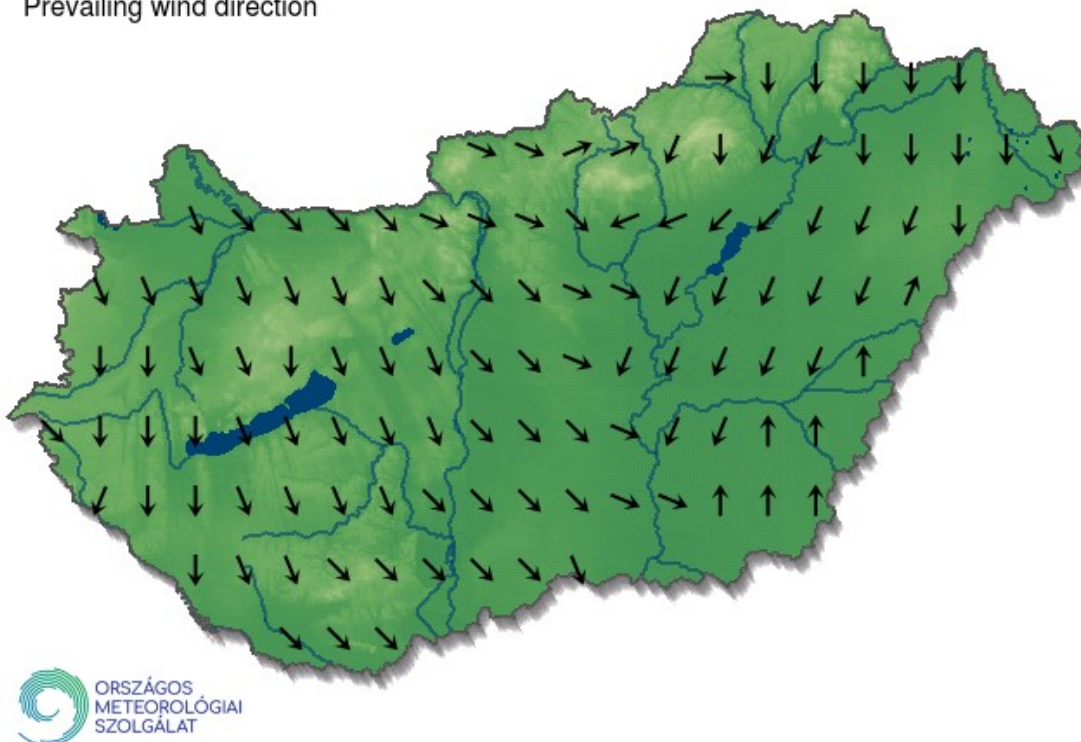 Prevailing wind direction
ORSZÁGOS
METEOROLÓGIAI
SZOLGÁLAT